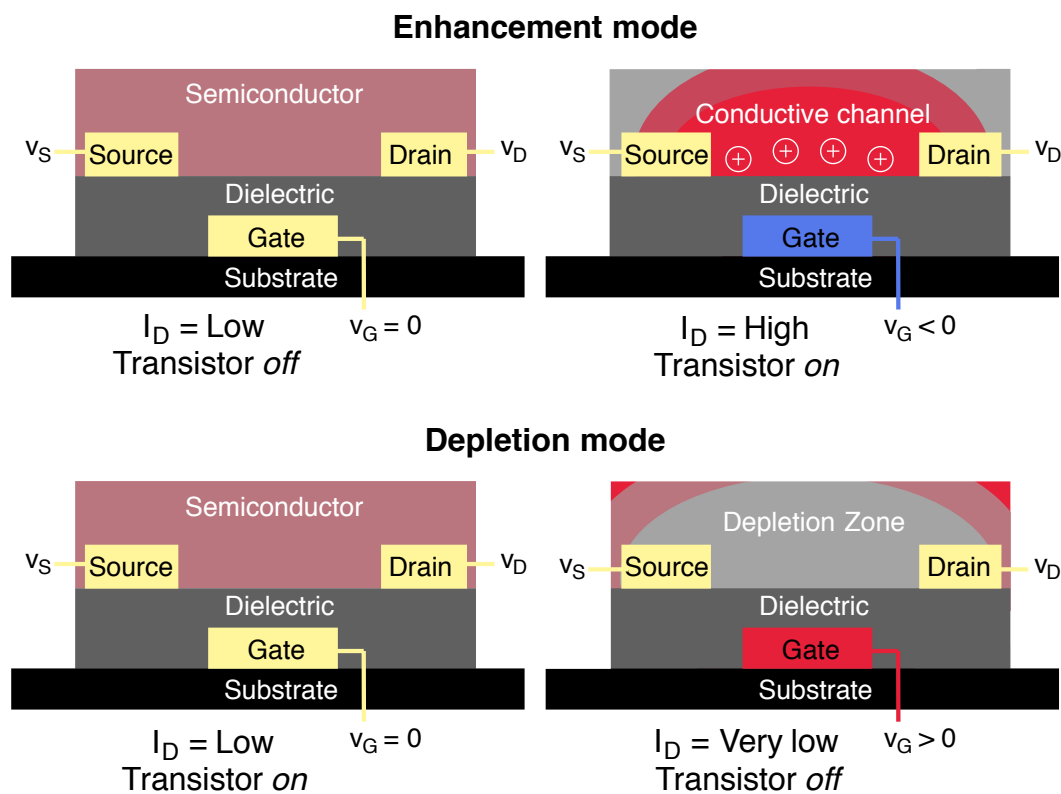 Enhancement mode
Semiconductor
vS
Source
Drain
vD
Dielectric
Gate
Substrate
ID = Low
vG = 0
Transistor off
Conductive channel
vS
Source
+ + + +
Drain
vD
Dielectric
Gate
Substrate
ID = High
vG < 0
Transistor on
Depletion mode
Semiconductor
vS
Source
Drain
vD
Dielectric
Gate
Substrate
ID = Low
vG = 0
Transistor on
Depletion Zone
vS
Source
Drain
vD
Dielectric
Gate
Substrate
ID = Very low
vG > 0
Transistor off